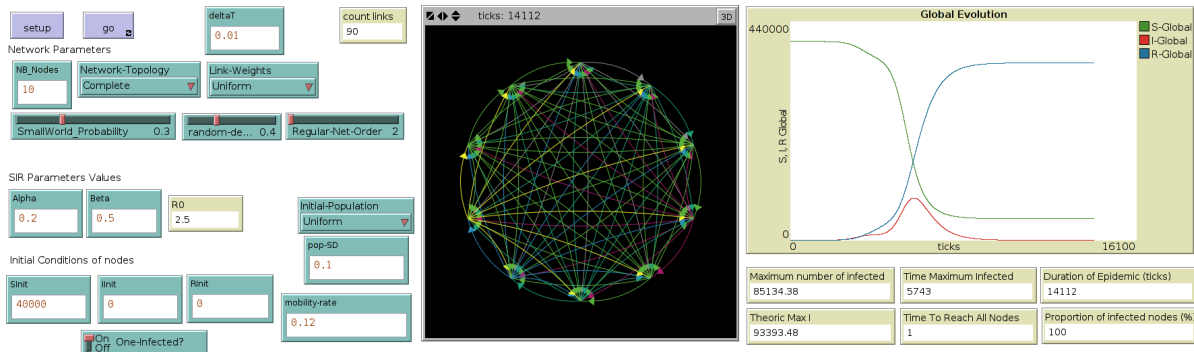 setup
go
deltaT
0.01
count links
90
Network Parameters
NB_Nodes
10
Network-Topology
Complete
Link-Weights
Uniform
SmallWorld_Probability 0.3
random-de... 0.4
Regular-Net-Order 2
SIR Parameters Values
Alpha
0.2
Beta
0.5
R0
2.5
Initial-Population
Uniform
pop-SD
0.1
Initial Conditions of nodes
SInit
40000
IInit
0
RInit
0
mobility-rate
0.12
On
Off
One-Infected?
ticks: 14112
3D
Global Evolution
440000
S, I, R Global
0
0
ticks
16100
S-Global
I-Global
R-Global
Maximum number of infected
85134.38
Time Maximum Infected
5743
Duration of Epidemic (ticks)
14112
Theoric Max I
93393.48
Time To Reach All Nodes
1
Proportion of infected nodes (%
100